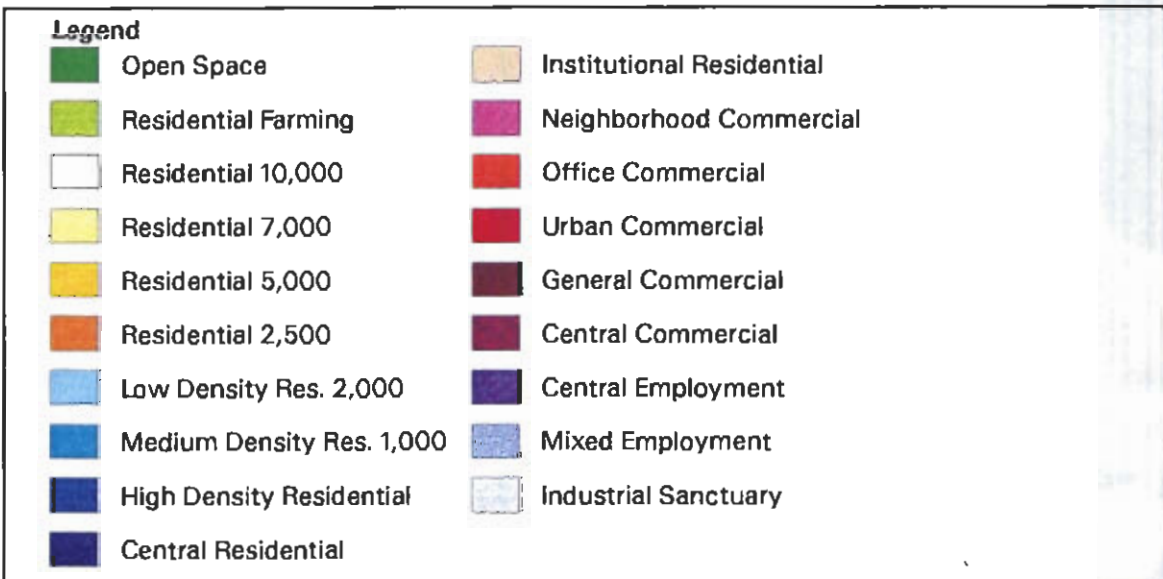 Legend
Open Space
Residential Farming
Residential 10,000
Residential 7,000
Residential 5,000
Residential 2,500
Low Density Res. 2,000
Medium Density Res. 1,000
High Density Residential
Central Residential
Institutional Residential
Neighborhood Commercial
Office Commercial
Urban Commercial
General Commercial
Central Commercial
Central Employment
Mixed Employment
Industrial Sanctuary